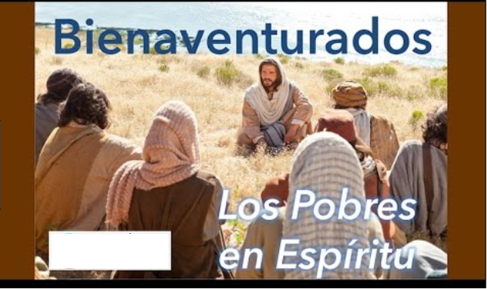 Bienaventurados
Los Pobres
en Espíritu